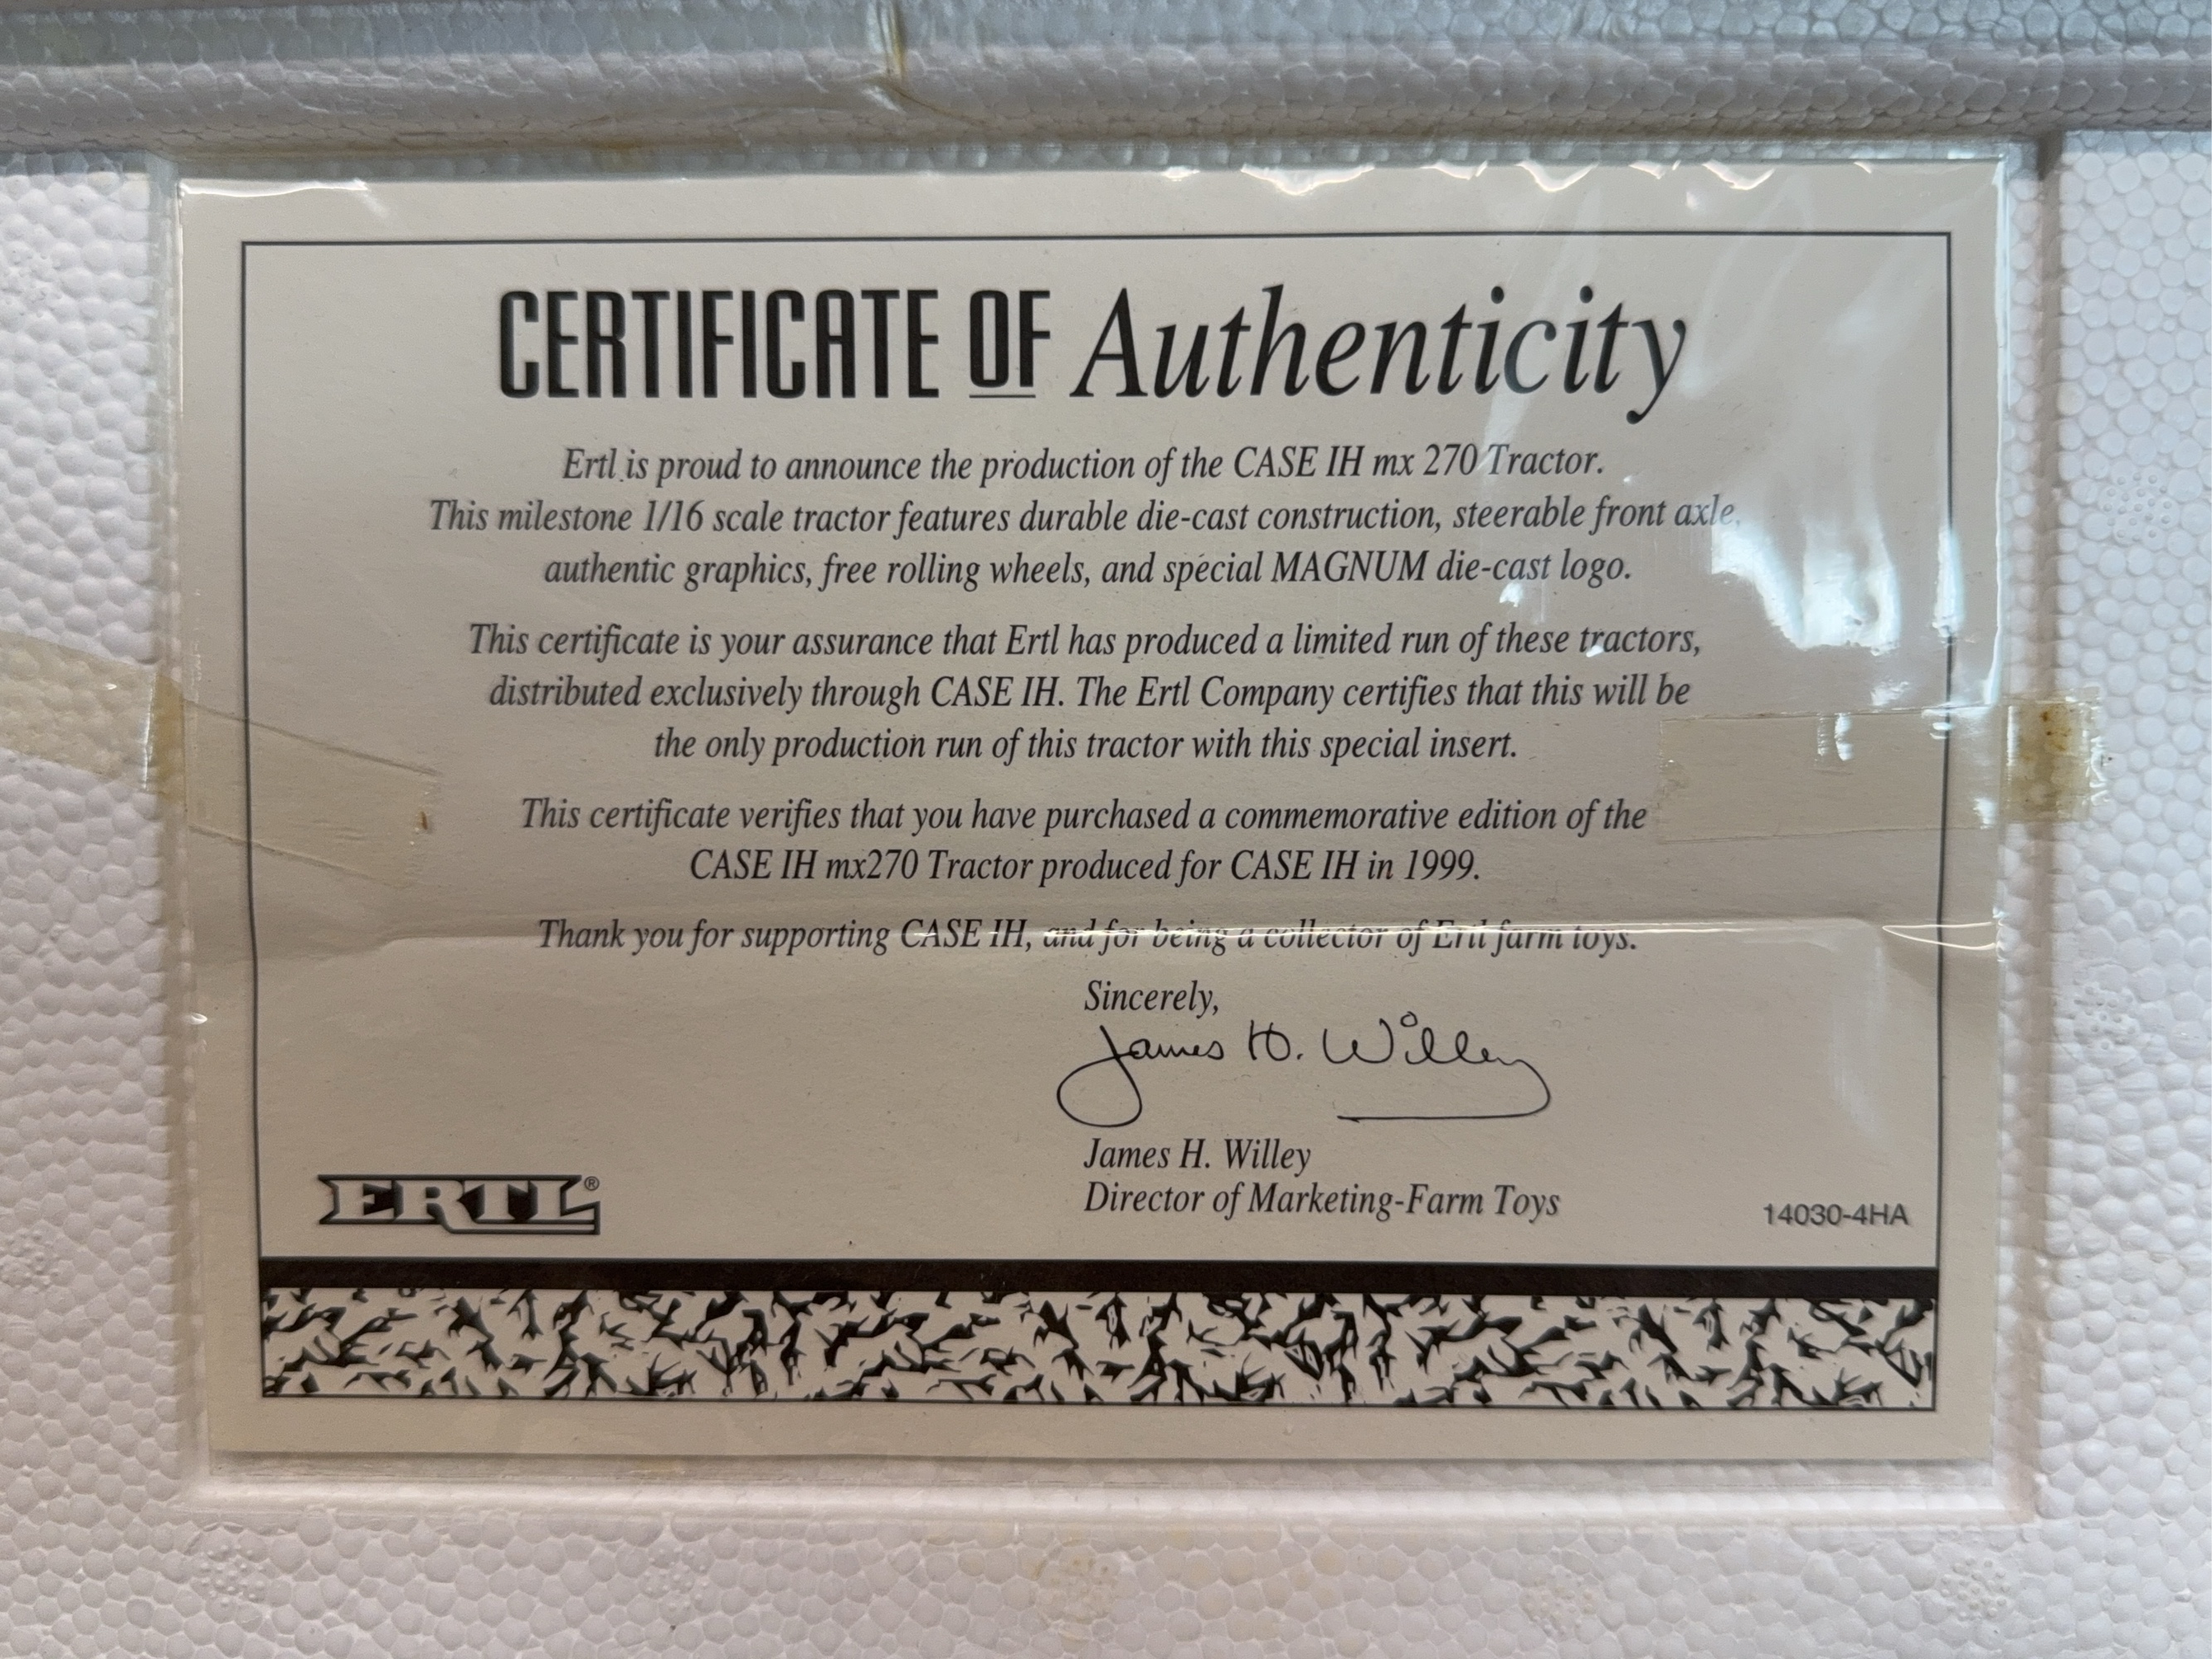 CERTIFICATE OF Authenticity
Ertl is proud to announce the production of the CASE IH mx 270 Tractor.
This milestone 1/16 scale tractor features durable die-cast construction, steerable front axle,
authentic graphics, free rolling wheels, and special MAGNUM die-cast logo.
This certificate is your assurance that Ertl has produced a limited run of these tractors,
distributed exclusively through CASE IH. The Ertl Company certifies that this will be
the only production run of this tractor with this special insert.
This certificate verifies that you have purchased a commemorative edition of the
CASE IH mx270 Tractor produced for CASE IH in 1999.
Thank you for supporting CASE IH, and for being a collector of Ertl farm toys.
Sincerely,
James H. Willey
James H. Willey
Director of Marketing-Farm Toys
ERTL®
14030-4HA